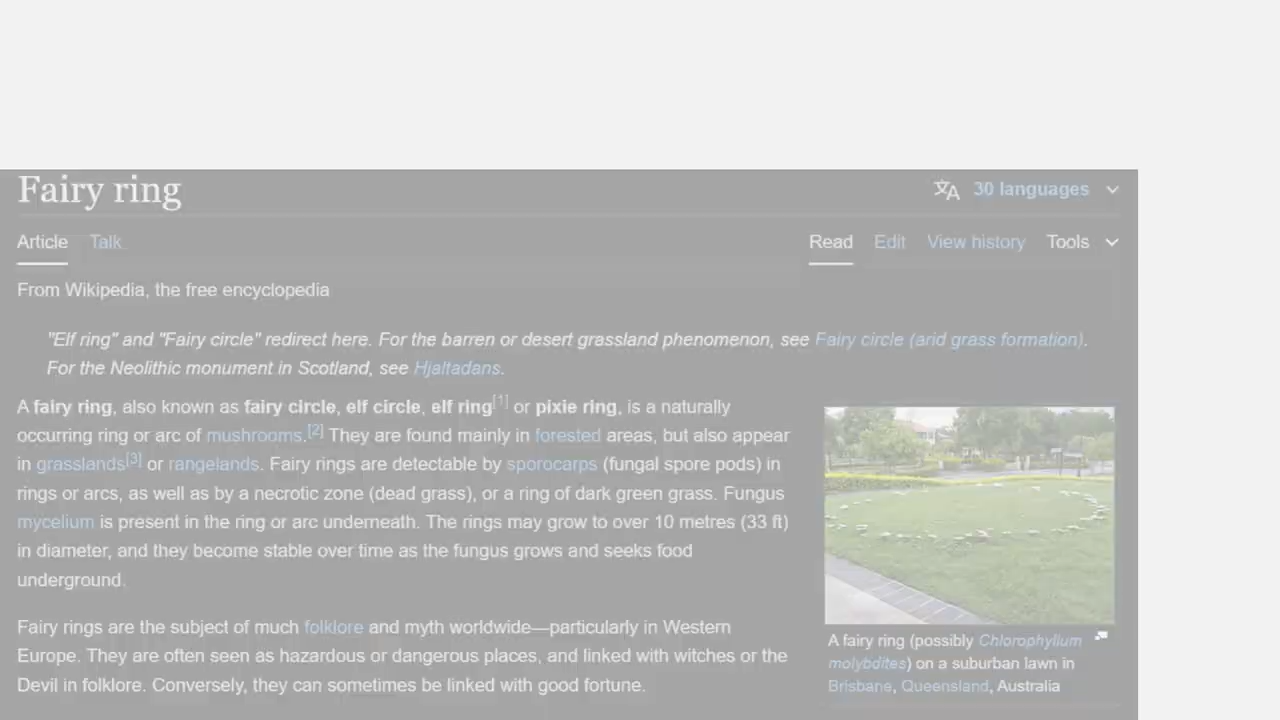 Fairy ring
30 languages
Article Talk
Read Edit View history Tools
From Wikipedia, the free encyclopedia
"Elf ring" and "Fairy circle" redirect here. For the barren or desert grassland phenomenon, see Fairy circle (arid grass formation).
For the Neolithic monument in Scotland, see Hjaltadans.
A fairy ring, also known as fairy circle, elf circle, elf ring[1] or pixie ring, is a naturally
occurring ring or arc of mushrooms.[2] They are found mainly in forested areas, but also appear
in grasslands[3] or rangelands. Fairy rings are detectable by sporocarps (fungal spore pods) in
rings or arcs, as well as by a necrotic zone (dead grass), or a ring of dark green grass. Fungus
mycelium is present in the ring or arc underneath. The rings may grow to over 10 metres (33 ft)
in diameter, and they become stable over time as the fungus grows and seeks food
underground.
Fairy rings are the subject of much folklore and myth worldwide—particularly in Western
Europe. They are often seen as hazardous or dangerous places, and linked with witches or the
Devil in folklore. Conversely, they can sometimes be linked with good fortune.
A fairy ring (possibly Chlorophyllum
molybdites) on a suburban lawn in
Brisbane, Queensland, Australia